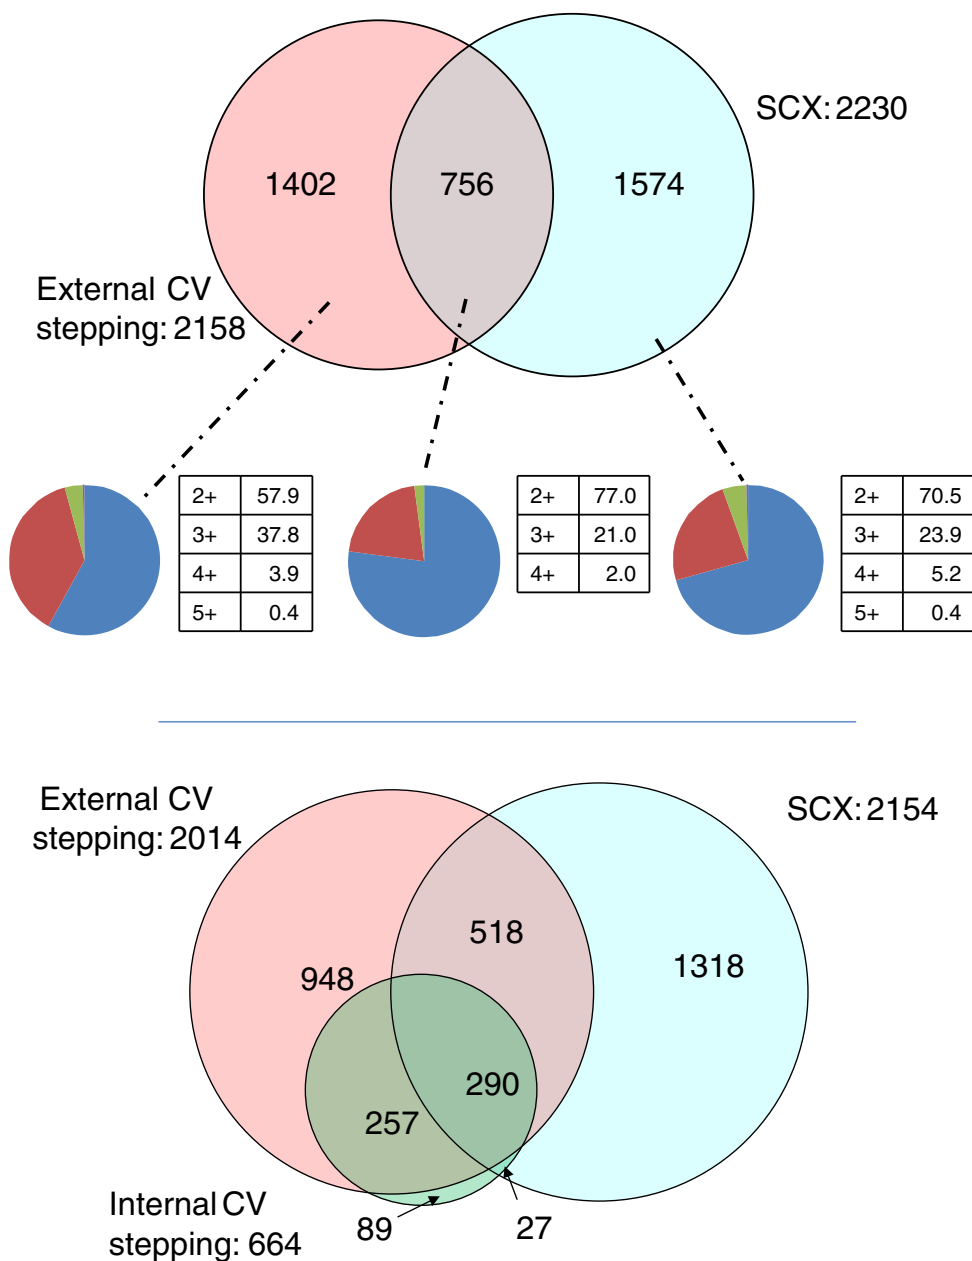 SCX: 2230
1402
756
1574
External CV
stepping: 2158
2+ 57.9
3+ 37.8
4+ 3.9
5+ 0.4
2+ 77.0
3+ 21.0
4+ 2.0
2+ 70.5
3+ 23.9
4+ 5.2
5+ 0.4
External CV
stepping: 2014
SCX: 2154
518
948
1318
290
257
Internal CV
stepping: 664
89
27